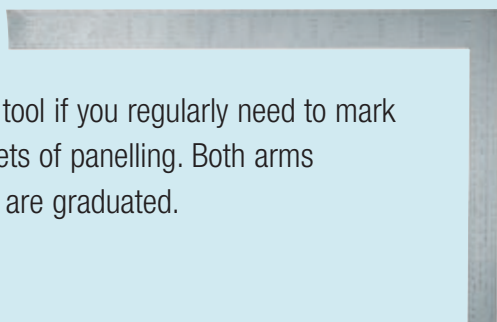 tool if you regularly need to mark
ets of panelling. Both arms
are graduated.